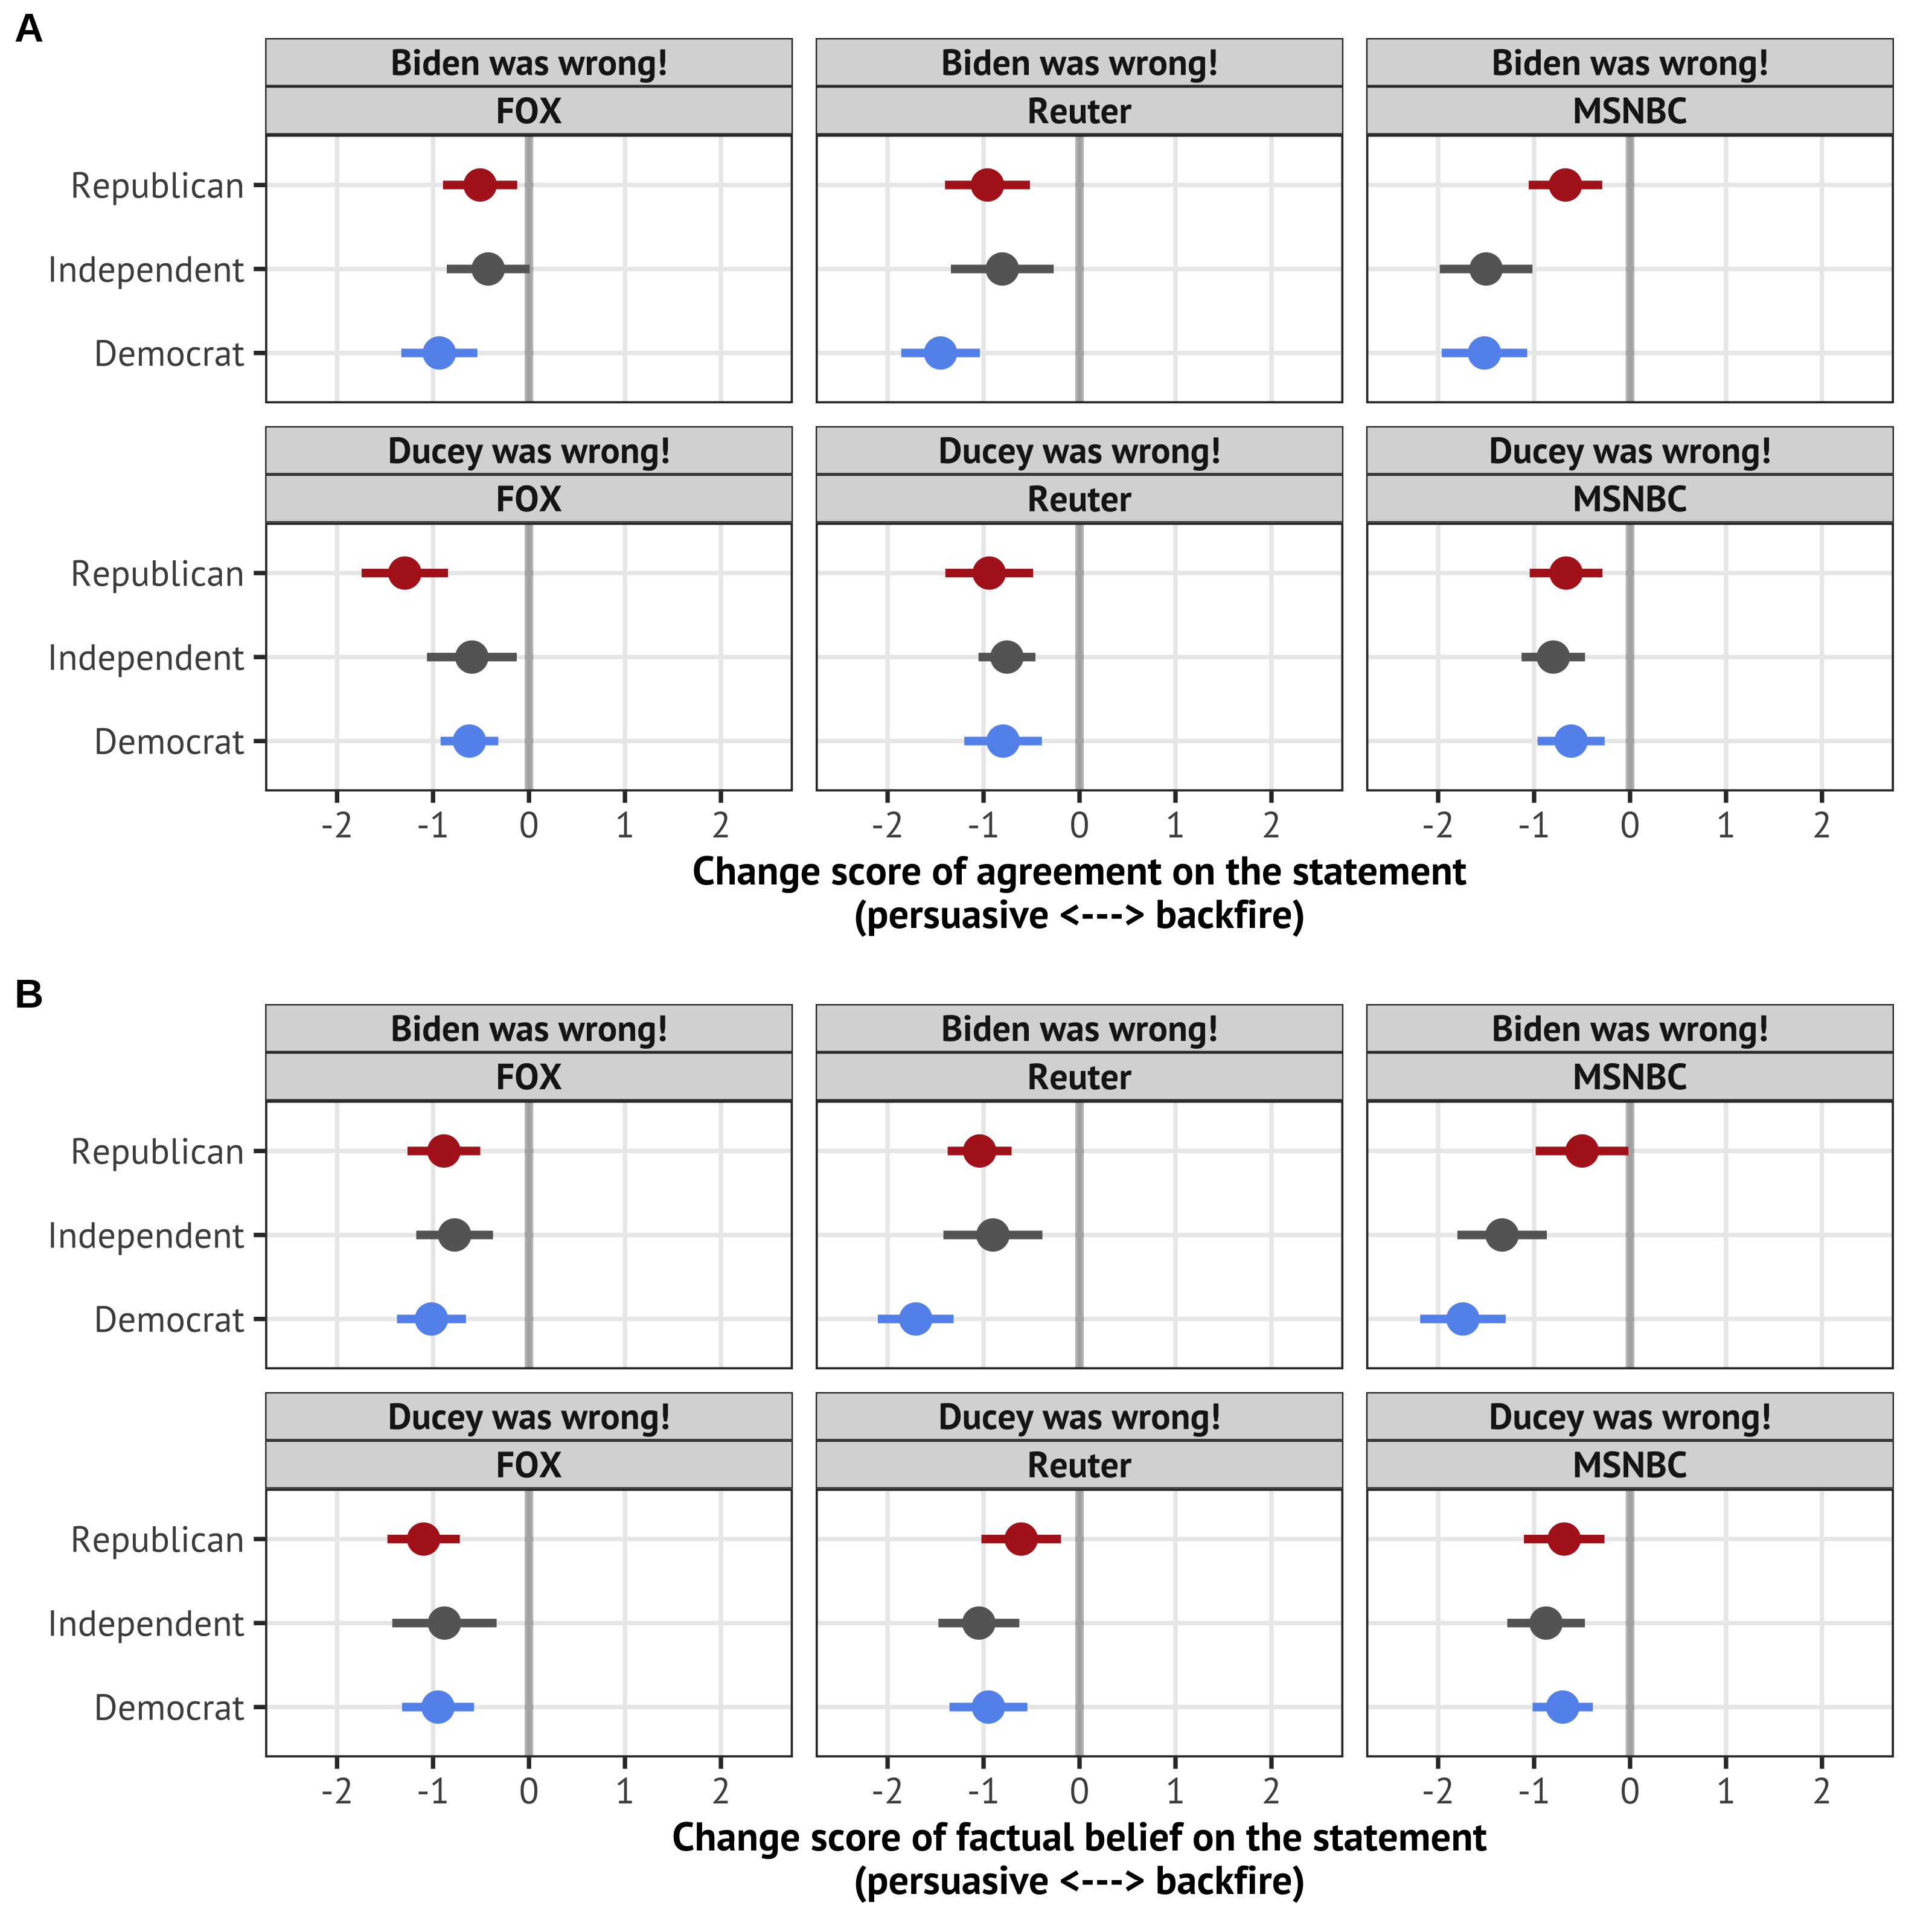 A
Biden was wrong! Biden was wrong! Biden was wrong!
FOX Reuter MSNBC
Republican
Independent
Democrat
Ducey was wrong! Ducey was wrong! Ducey was wrong!
FOX Reuter MSNBC
Republican
Independent
Democrat
-2 -1 0 1 2 -2 -1 0 1 2 -2 -1 0 1 2
Change score of agreement on the statement
(persuasive <---> backfire)
B
Biden was wrong! Biden was wrong! Biden was wrong!
FOX Reuter MSNBC
Republican
Independent
Democrat
Ducey was wrong! Ducey was wrong! Ducey was wrong!
FOX Reuter MSNBC
Republican
Independent
Democrat
-2 -1 0 1 2 -2 -1 0 1 2 -2 -1 0 1 2
Change score of factual belief on the statement
(persuasive <---> backfire)